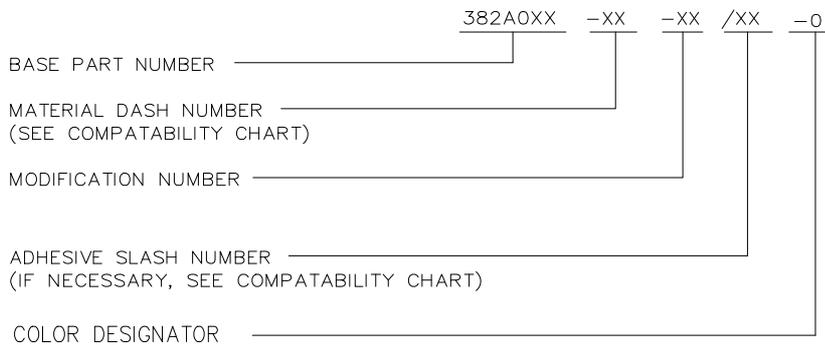 382A0XX -XX -XX /XX -0
BASE PART NUMBER
MATERIAL DASH NUMBER
(SEE COMPATABILITY CHART)
MODIFICATION NUMBER
ADHESIVE SLASH NUMBER
(IF NECESSARY, SEE COMPATABILITY CHART)
COLOR DESIGNATOR